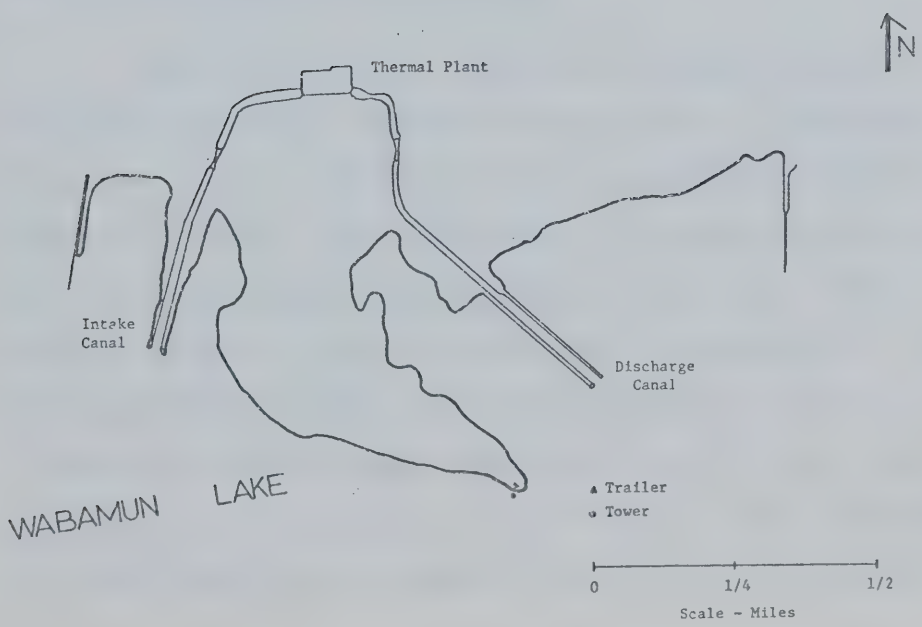 N
Thermal Plant
Intake
Canal
Discharge
Canal
WABAMUN LAKE
Trailer
Tower
0 1/4 1/2
Scale - Miles